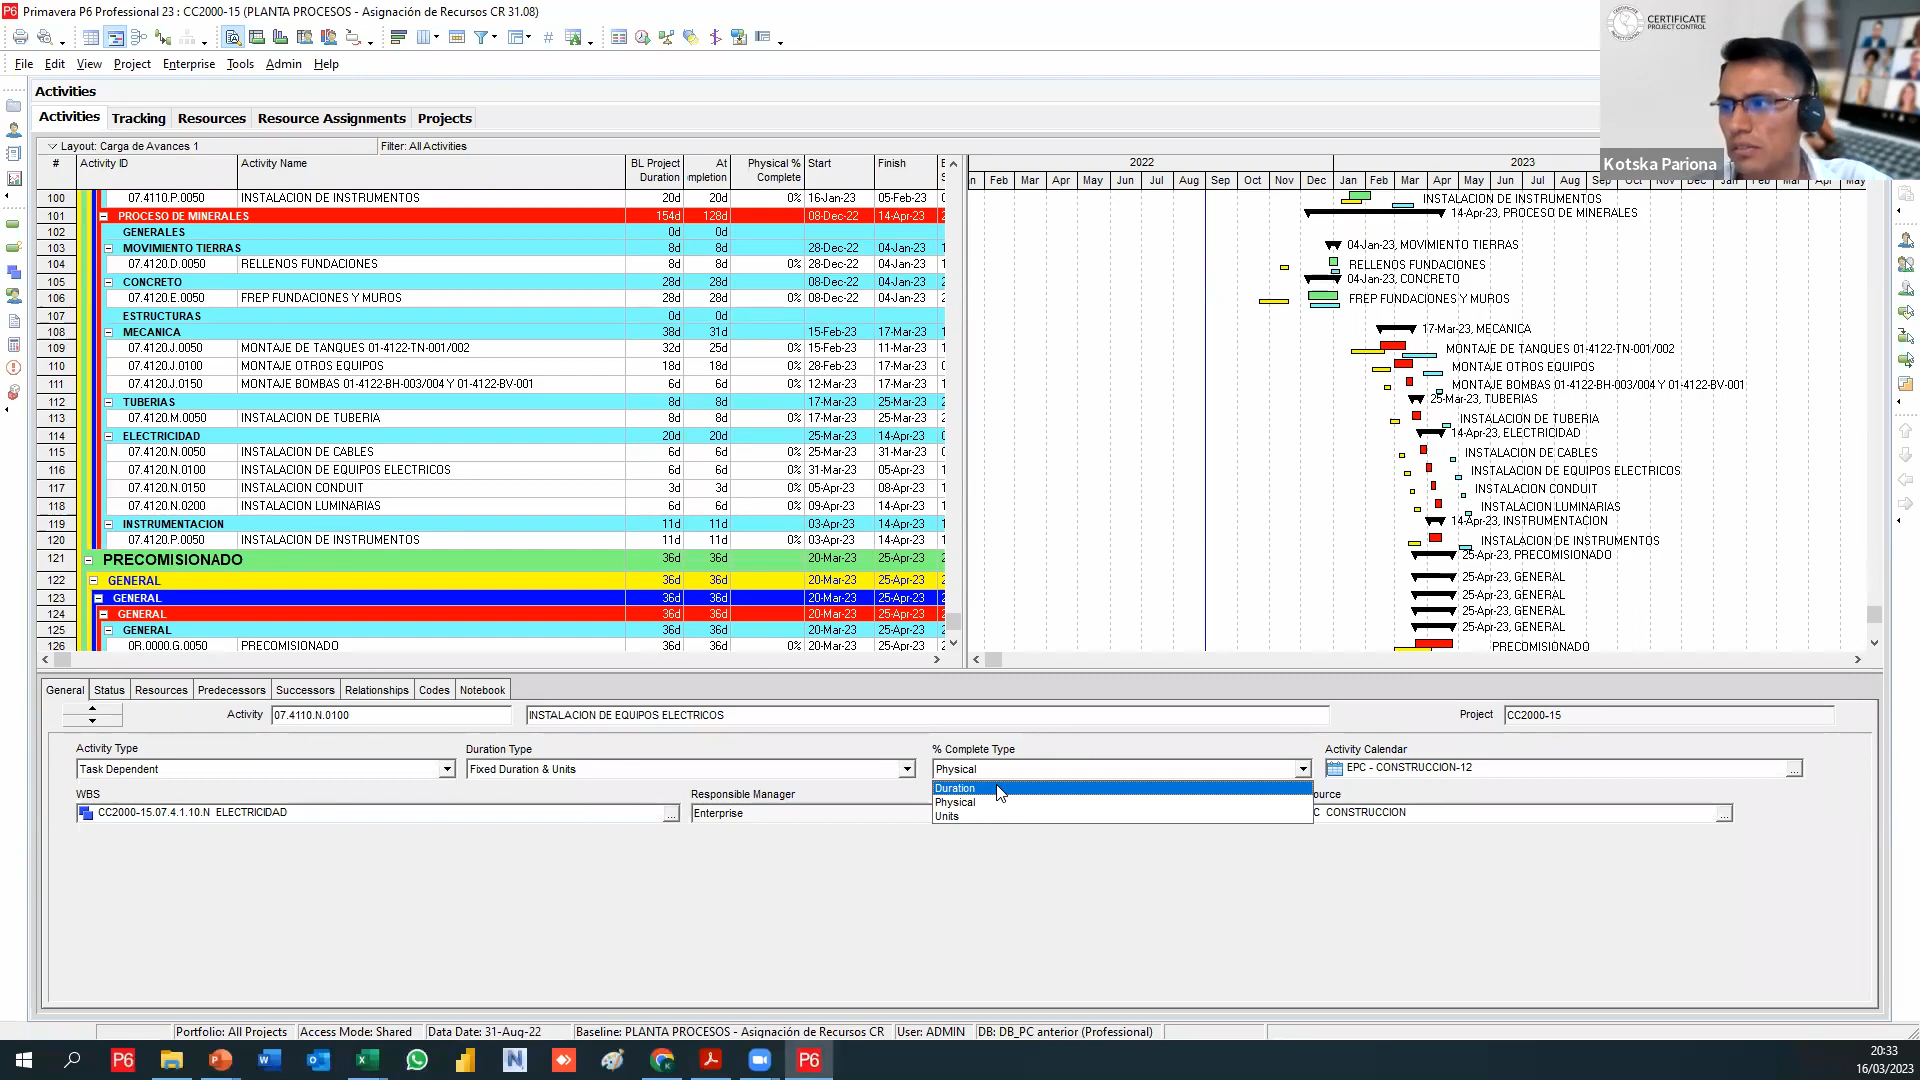 Primavera P6 Professional 23 : CC2000-15 (PLANTA PROCESOS - Asignación de Recursos CR 31.08)
CERTIFICATE
PROJECT CONTROL
File Edit View Project Enterprise Tools Admin Help
Activities
Activities Tracking Resources Resource Assignments Projects
Layout: Carga de Avances 1 Filter: All Activities
# Activity ID Activity Name BL Project Duration At Physical % Complete Start Finish
2022 2023
Feb Mar Apr May Jun Jul Aug Sep Oct Nov Dec Jan Feb Mar Apr May Jun Jul Aug
Kotska Pariona
100 07.4110.P.0050 INSTALACION DE INSTRUMENTOS 20d 20d 0% 16-Jan-23 05-Feb-23 INSTALACION DE INSTRUMENTOS
101 PROCESO DE MINERALES 154d 128d 08-Dec-22 14-Apr-23 14-Apr-23, PROCESO DE MINERALES
102 GENERALES 0d 0d
103 MOVIMIENTO TIERRAS 8d 8d 28-Dec-22 04-Jan-23 04-Jan-23, MOVIMIENTO TIERRAS
104 07.4120.D.0050 RELLENOS FUNDACIONES 8d 8d 0% 28-Dec-22 04-Jan-23 RELLENOS FUNDACIONES
105 CONCRETO 28d 28d 08-Dec-22 04-Jan-23 04-Jan-23, CONCRETO
106 07.4120.E.0050 FREP FUNDACIONES Y MUROS 28d 28d 0% 08-Dec-22 04-Jan-23 FREP FUNDACIONES Y MUROS
107 ESTRUCTURAS 0d 0d
108 MECANICA 38d 31d 15-Feb-23 17-Mar-23 17-Mar-23, MECANICA
109 07.4120.J.0050 MONTAJE DE TANQUES 01-4122-TN-001/002 32d 25d 0% 15-Feb-23 11-Mar-23 MONTAJE DE TANQUES 01-4122-TN-001/002
110 07.4120.J.0100 MONTAJE OTROS EQUIPOS 18d 18d 0% 28-Feb-23 17-Mar-23 MONTAJE OTROS EQUIPOS
111 07.4120.J.0150 MONTAJE BOMBAS 01-4122-BH-003/004 Y 01-4122-BV-001 6d 6d 0% 12-Mar-23 17-Mar-23 MONTAJE BOMBAS 01-4122-BH-003/004 Y 01-4122-BV-001
112 TUBERIAS 8d 8d 17-Mar-23 25-Mar-23 25-Mar-23, TUBERIAS
113 07.4120.M.0050 INSTALACION DE TUBERIA 8d 8d 0% 17-Mar-23 25-Mar-23 INSTALACION DE TUBERIA
114 ELECTRICIDAD 20d 20d 25-Mar-23 14-Apr-23 14-Apr-23, ELECTRICIDAD
115 07.4120.N.0050 INSTALACION DE CABLES 6d 6d 0% 25-Mar-23 31-Mar-23 INSTALACION DE CABLES
116 07.4120.N.0100 INSTALACION DE EQUIPOS ELECTRICOS 6d 6d 0% 31-Mar-23 05-Apr-23 INSTALACION DE EQUIPOS ELECTRICOS
117 07.4120.N.0150 INSTALACION CONDUIT 3d 3d 0% 05-Apr-23 08-Apr-23 INSTALACION CONDUIT
118 07.4120.N.0200 INSTALACION LUMINARIAS 6d 6d 0% 09-Apr-23 14-Apr-23 INSTALACION LUMINARIAS
119 INSTRUMENTACION 11d 11d 03-Apr-23 14-Apr-23 14-Apr-23, INSTRUMENTACION
120 07.4120.P.0050 INSTALACION DE INSTRUMENTOS 11d 11d 0% 03-Apr-23 14-Apr-23 INSTALACION DE INSTRUMENTOS
121 PRECOMISIONADO 36d 36d 20-Mar-23 25-Apr-23 25-Apr-23, PRECOMISIONADO
122 GENERAL 36d 36d 20-Mar-23 25-Apr-23 25-Apr-23, GENERAL
123 GENERAL 36d 36d 20-Mar-23 25-Apr-23 25-Apr-23, GENERAL
124 GENERAL 36d 36d 20-Mar-23 25-Apr-23 25-Apr-23, GENERAL
125 GENERAL 36d 36d 20-Mar-23 25-Apr-23 25-Apr-23, GENERAL
126 0R.0000.G.0050 PRECOMISIONADO 36d 36d 0% 20-Mar-23 25-Apr-23 PRECOMISIONADO
General Status Resources Predecessors Successors Relationships Codes Notebook
Activity 07.4110.N.0100 INSTALACION DE EQUIPOS ELECTRICOS Project CC2000-15
Activity Type Duration Type % Complete Type Activity Calendar
Task Dependent Fixed Duration & Units Physical EPC - CONSTRUCCION-12
Duration
Physical
Units
WBS Responsible Manager
CC2000-15.07.4.1.10.N ELECTRICIDAD Enterprise CONSTRUCCION
Portfolio: All Projects Access Mode: Shared Data Date: 31-Aug-22 Baseline: PLANTA PROCESOS - Asignación de Recursos CR User: ADMIN DB: DB_PC anterior (Professional)
20:33
16/03/2023